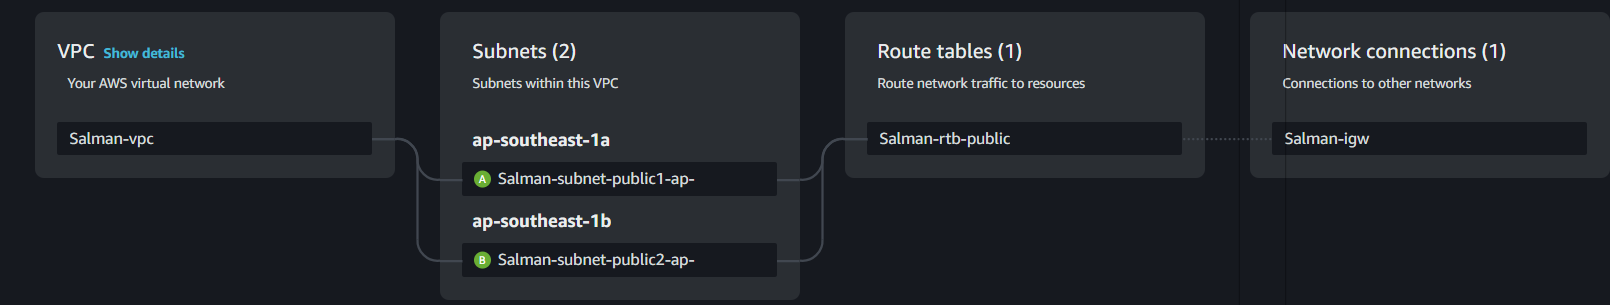 VPC Show details
Your AWS virtual network
Salman-vpc
Subnets (2)
Subnets within this VPC
ap-southeast-1a
A Salman-subnet-public1-ap-
ap-southeast-1b
B Salman-subnet-public2-ap-
Route tables (1)
Route network traffic to resources
Salman-rtb-public
Network connections (1)
Connections to other networks
Salman-igw